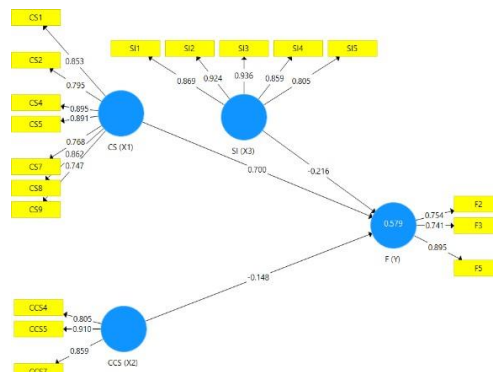 CS1
CS2
CS4
CS5
CS7
CS8
CS9
0.853
0.795
0.895
0.891
0.768
0.862
0.747
CS (X1)
SI1
SI2
SI3
SI4
SI5
0.869
0.924
0.936
0.859
0.805
SI (X3)
0.700
-0.216
-0.148
0.579
F (Y)
0.754
0.741
0.895
F2
F3
F5
CCS4
CCS5
CCS7
0.805
0.910
0.859
CCS (X2)